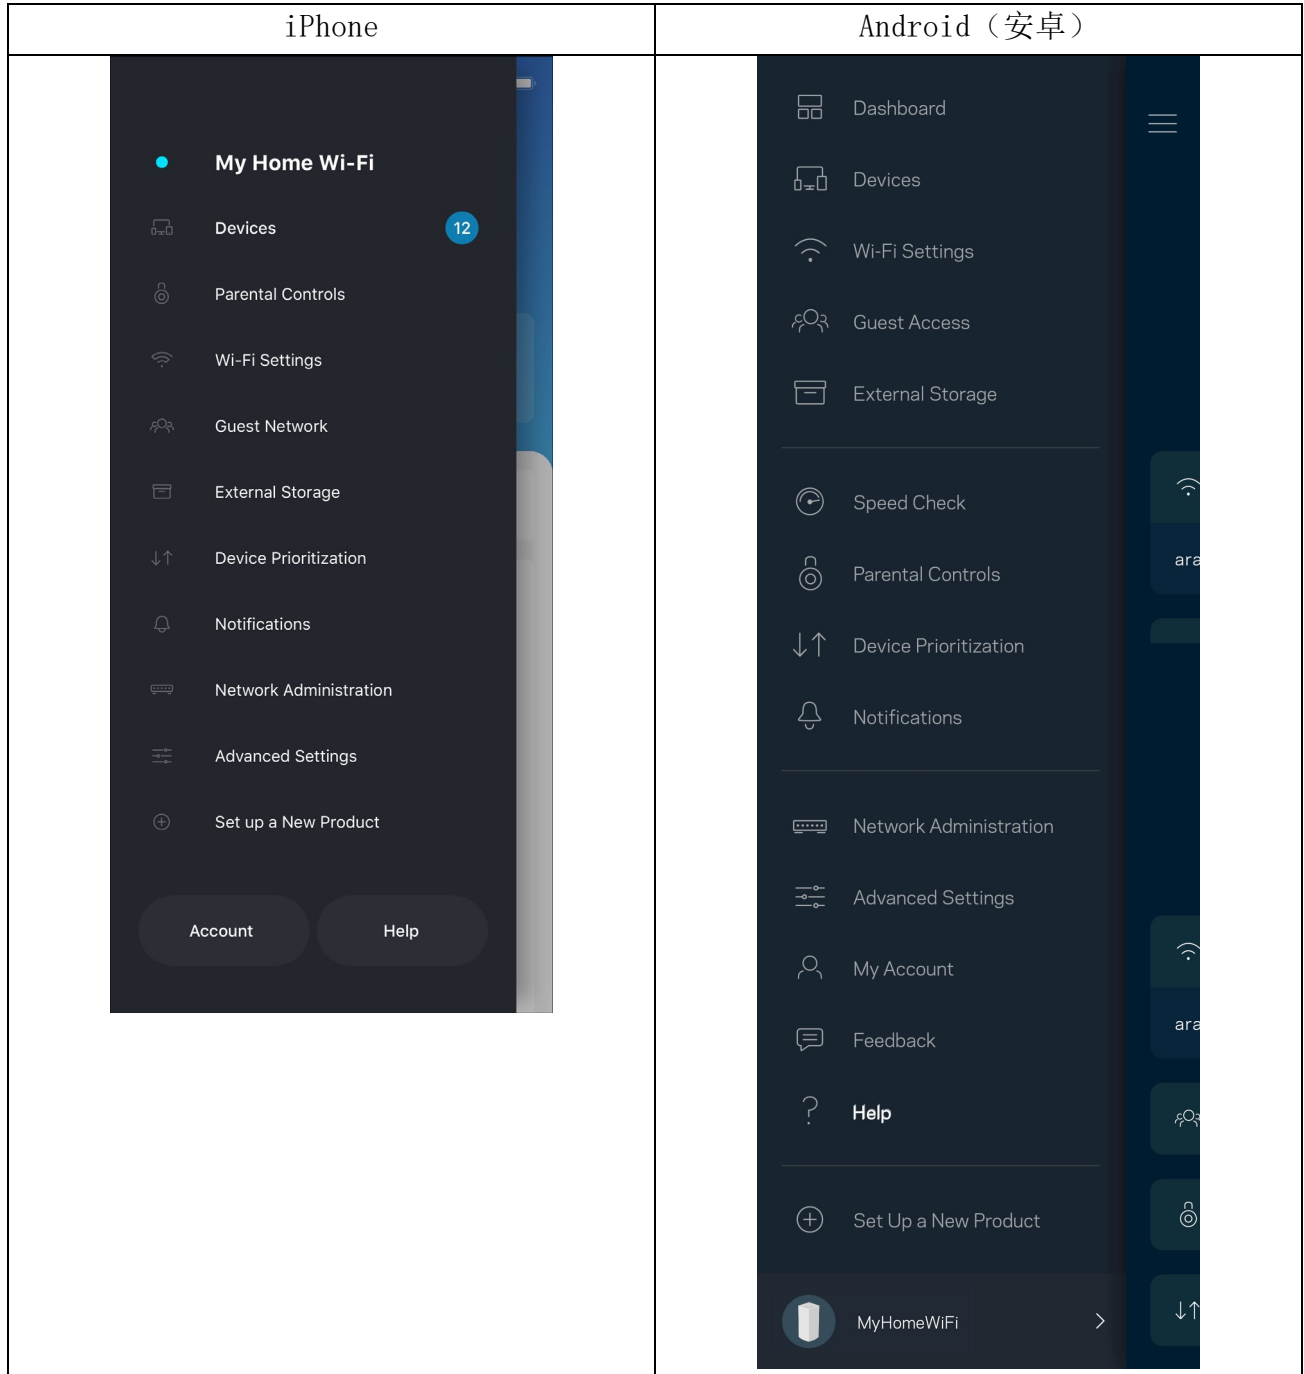 iPhone
Android（安卓）
My Home Wi-Fi
Devices
12
Parental Controls
Wi-Fi Settings
Guest Network
External Storage
Device Prioritization
Notifications
Network Administration
Advanced Settings
Set up a New Product
Account
Help
Dashboard
Devices
Wi-Fi Settings
Guest Access
External Storage
Speed Check
Parental Controls
Device Prioritization
Notifications
Network Administration
Advanced Settings
My Account
Feedback
Help
Set Up a New Product
MyHomeWiFi
ara
ara